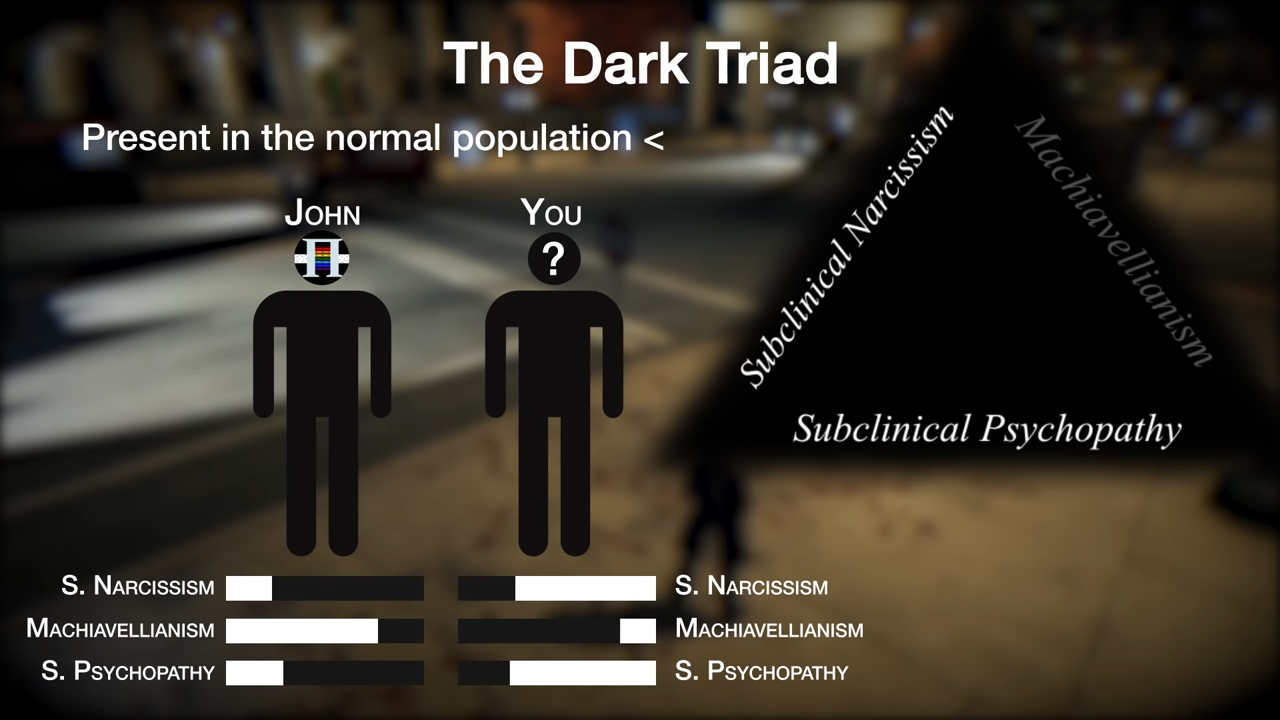 The Dark Triad
Present in the normal population <
John
You
?
Subclinical Narcissism
Machiavellianism
Subclinical Psychopathy
S. Narcissism
S. Narcissism
Machiavellianism
Machiavellianism
S. Psychopathy
S. Psychopathy